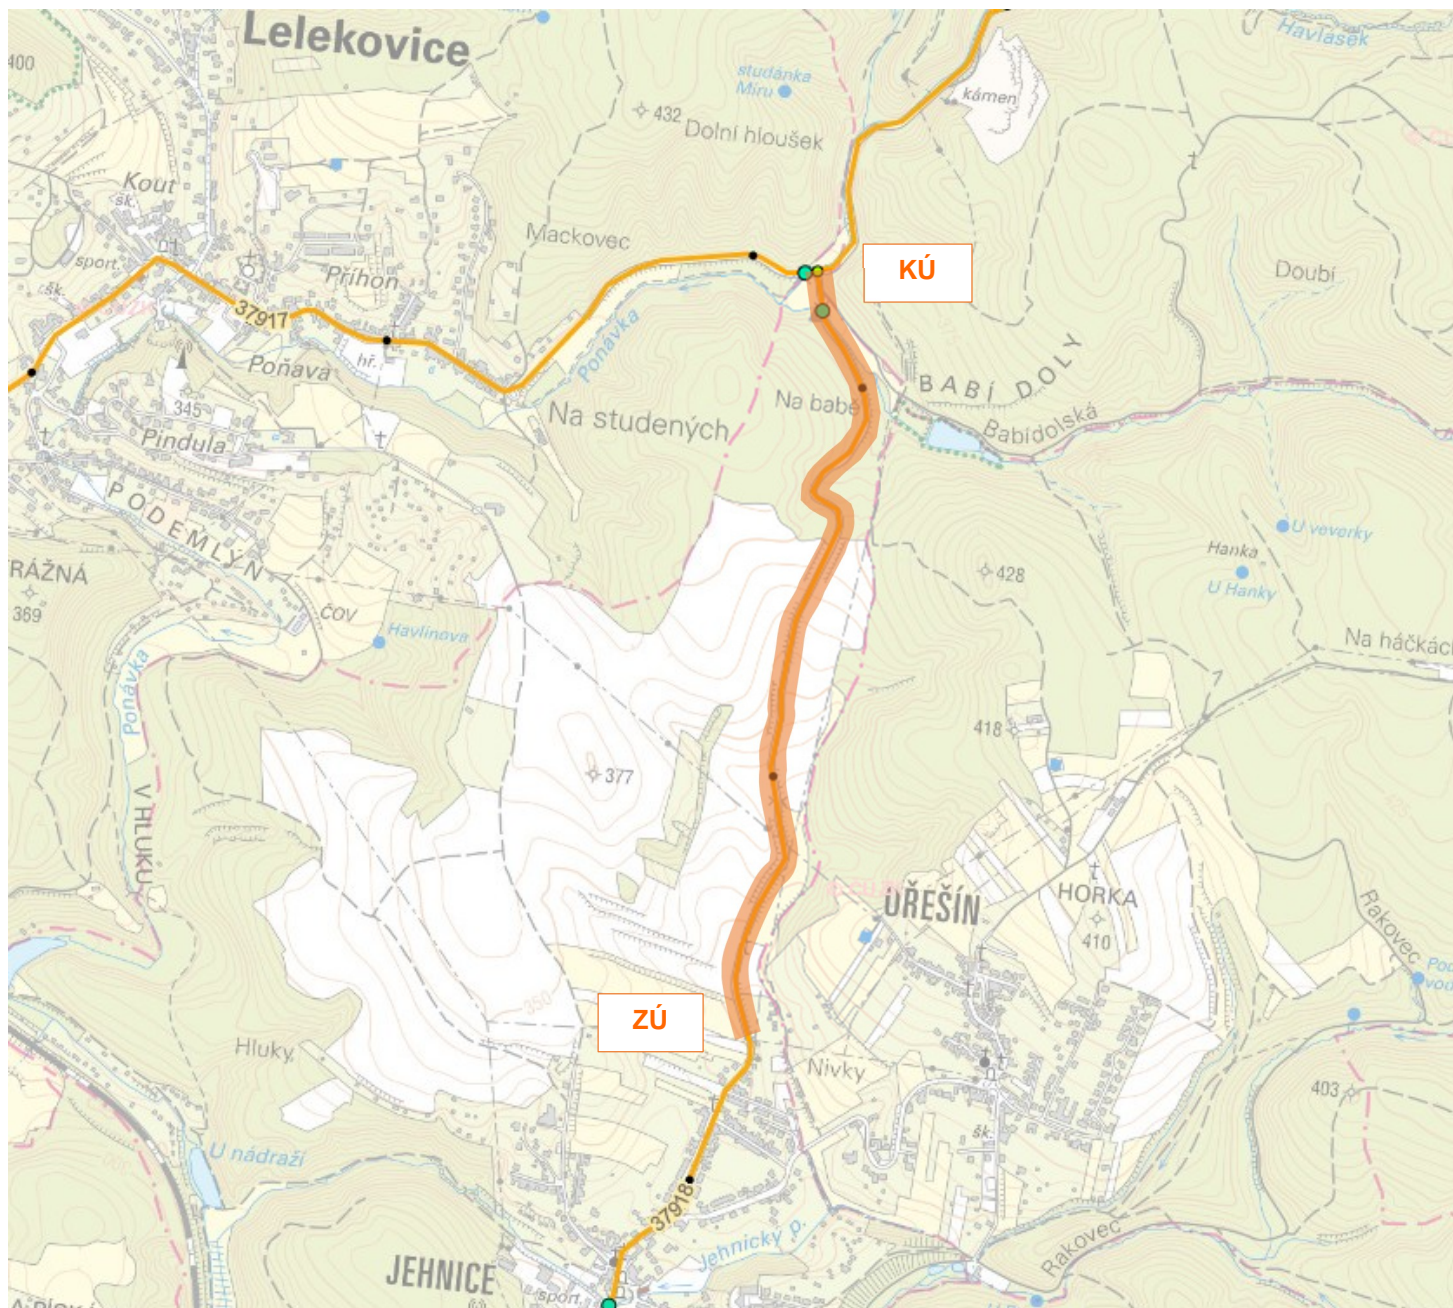 Lelekovice
Havlasek
400
studánka
Míru
kámen
432
Dolní hloušek
Kout
šk.
Mackovec
sport.
Příhon
KÚ
Doubí
šk.
37917
hř.
Ponávka
Poňava
BABÍ DOLY
345
Na babě
Na studených
Babídolská
Pindula
PODEMLÝN
U veverky
Hanka
428
U Hanky
369
ČOV
Havlínova
Na háčkách
Ponávka
418
377
V HLUKU
UŘEŠÍN
HORKA
410
Rakovec
350
ZÚ
Hluky
Nivky
403
šk.
U nádraží
37918
Jehnický p.
Rakovec
JEHNICE
sport.